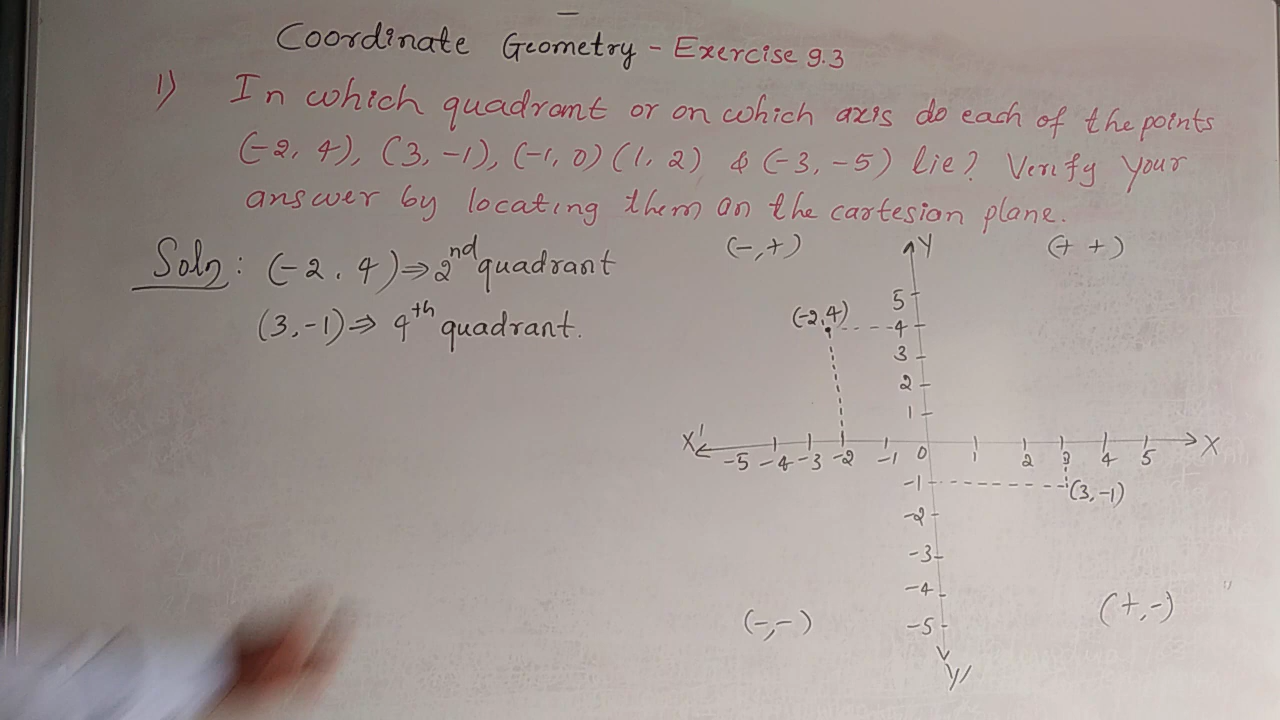 Coordinate Geometry - Exercise 9.3
1) In which quadrant or on which axis do each of the points
(-2, 4), (3, -1), (-1, 0) (1, 2) & (-3, -5) lie? Verify your
answer by locating them on the cartesian plane.
Soln: (-2, 4) ⇒ 2nd quadrant
(3, -1) ⇒ 4th quadrant.
(-,+) Y (+ +)
5
(-2,4) 4
3
2
1
X' -5 -4 -3 -2 -1 0 1 2 3 4 5 X
-1 (3, -1)
-2
-3
-4
(-,-) -5 (+,-)
Y'